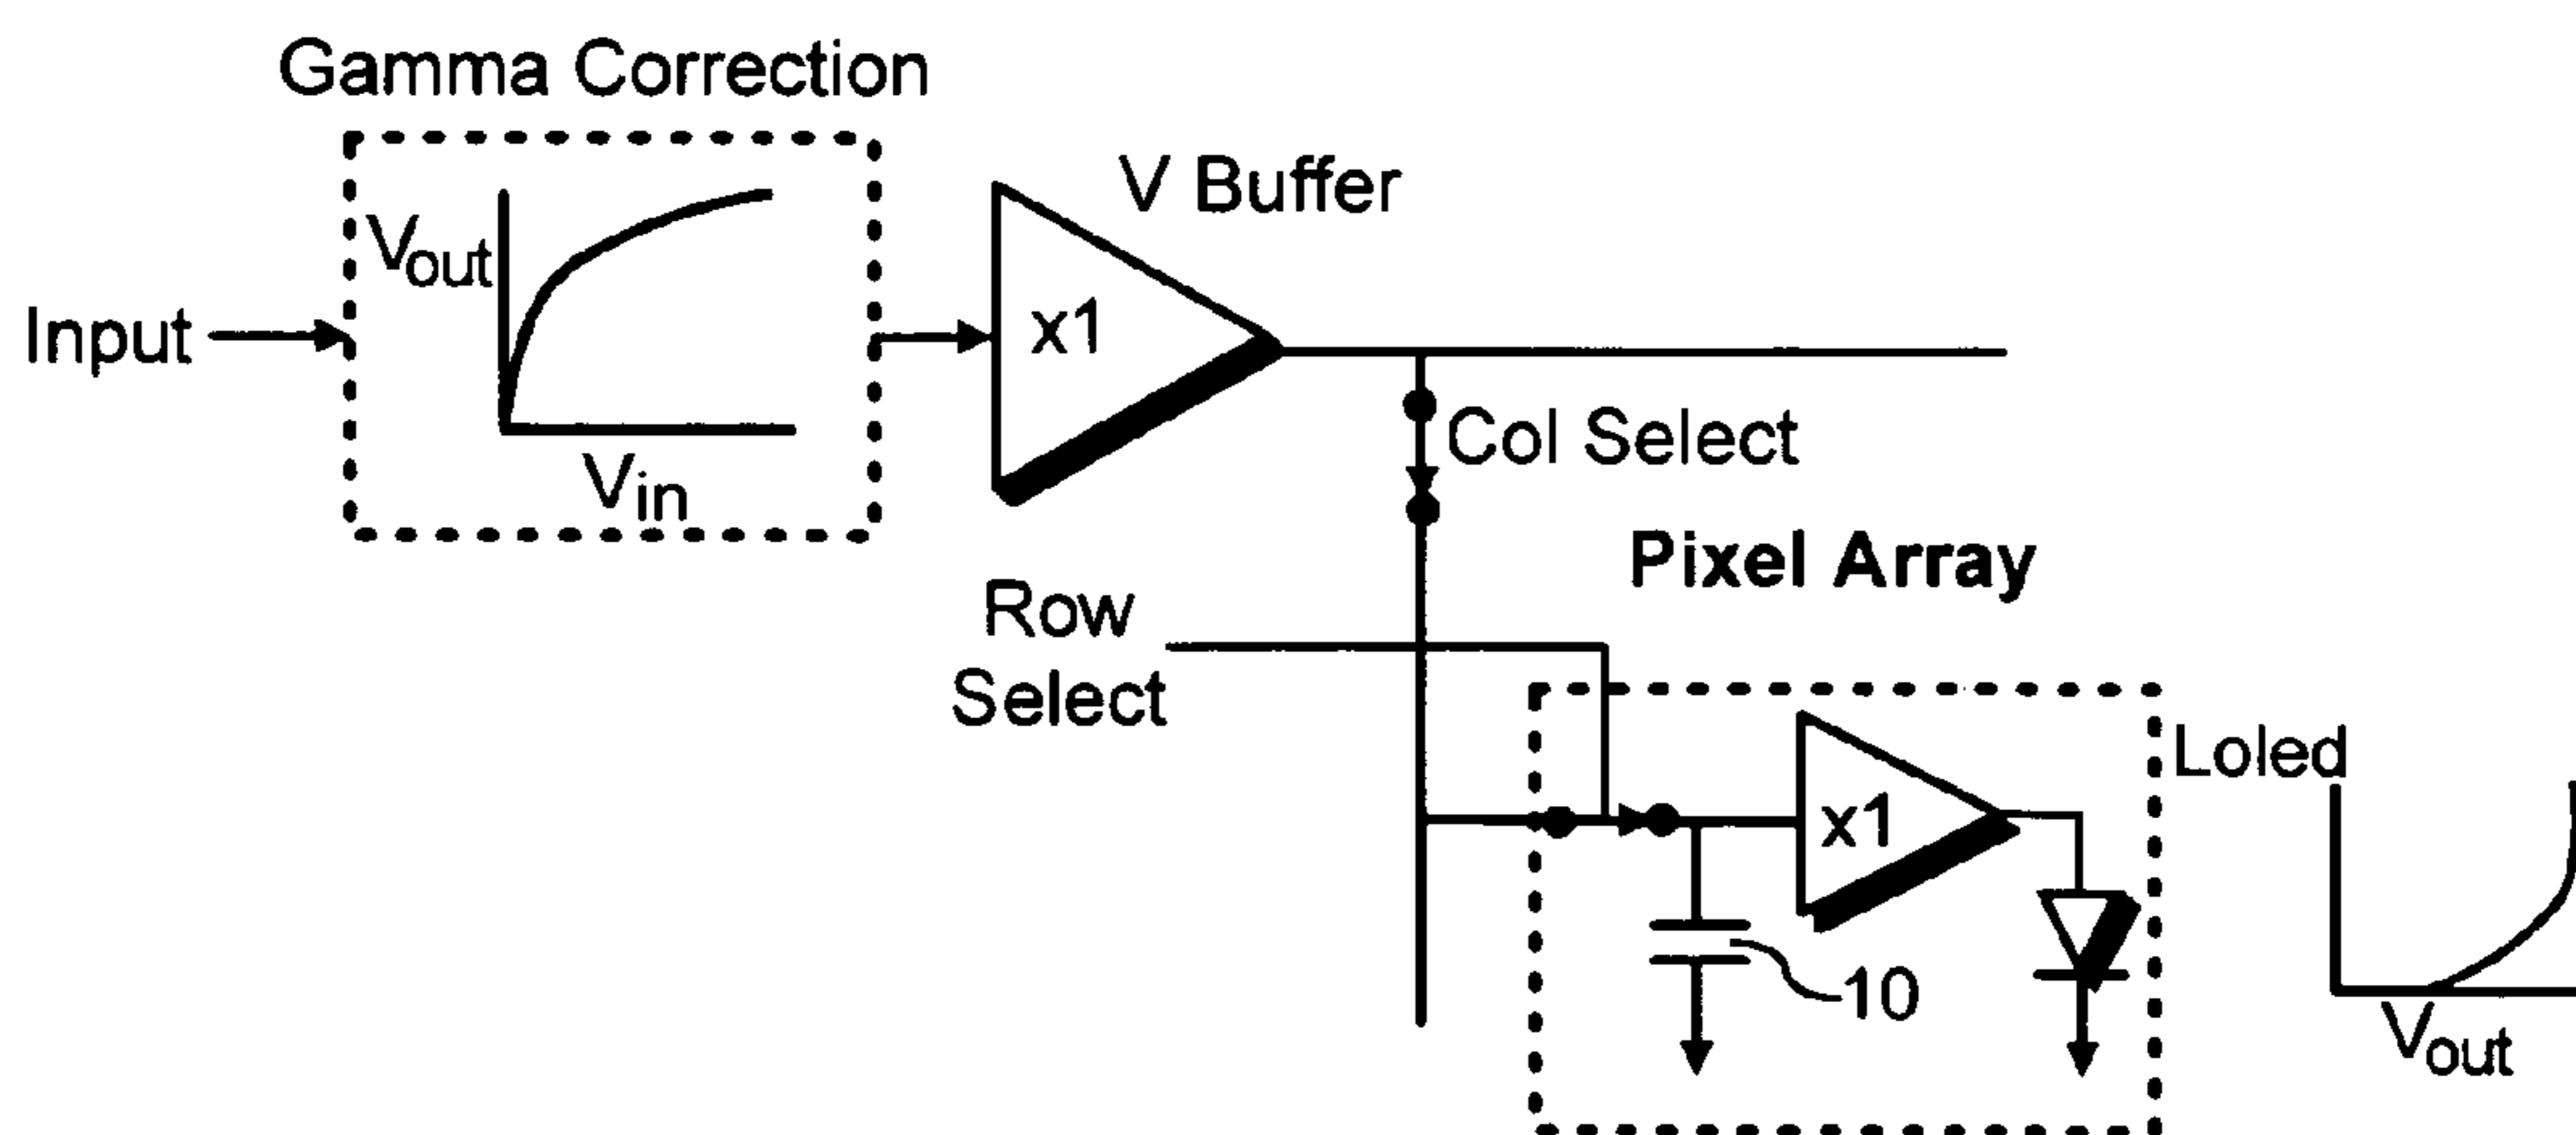 Gamma Correction
Input
Vout
Vin
V Buffer
x1
Col Select
Row
Select
Pixel Array
x1
10
Loled
Vout